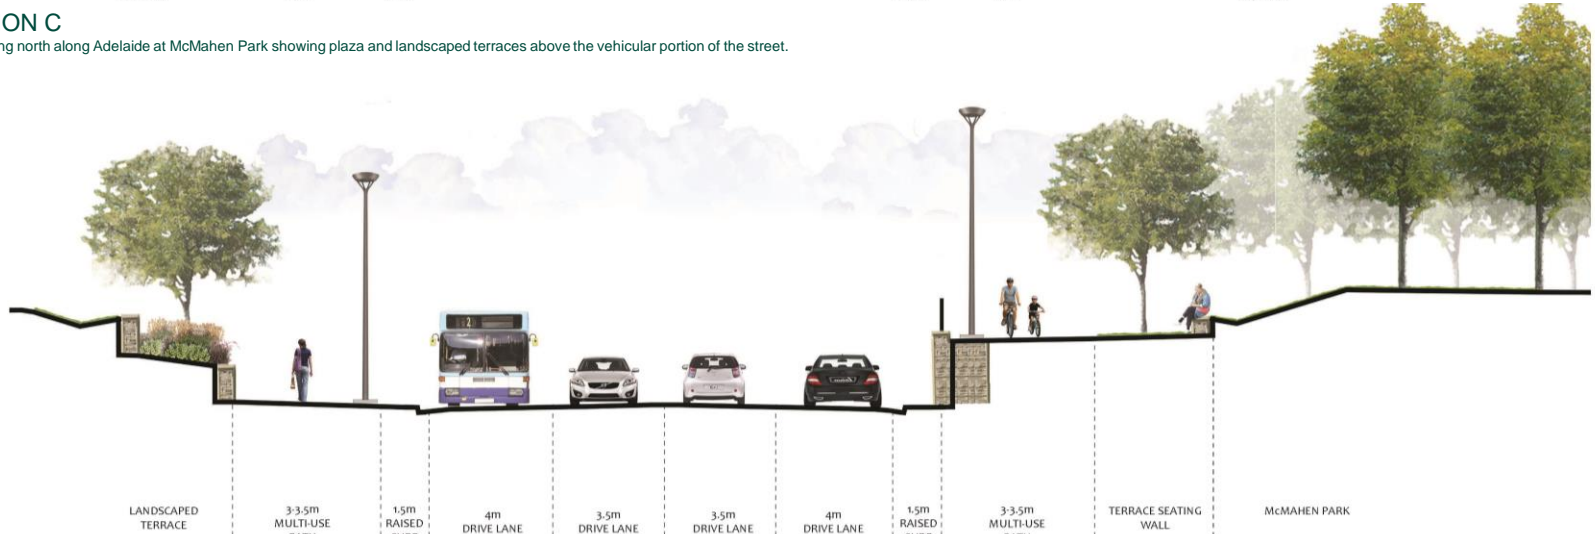 ON C
ng north along Adelaide at McMahen Park showing plaza and landscaped terraces above the vehicular portion of the street.
2
LANDSCAPED
TERRACE
3-3.5m
MULTI-USE
1.5m
RAISED
4m
DRIVE LANE
3.5m
DRIVE LANE
3.5m
DRIVE LANE
4m
DRIVE LANE
1.5m
RAISED
3-3.5m
MULTI-USE
TERRACE SEATING
WALL
McMAHEN PARK